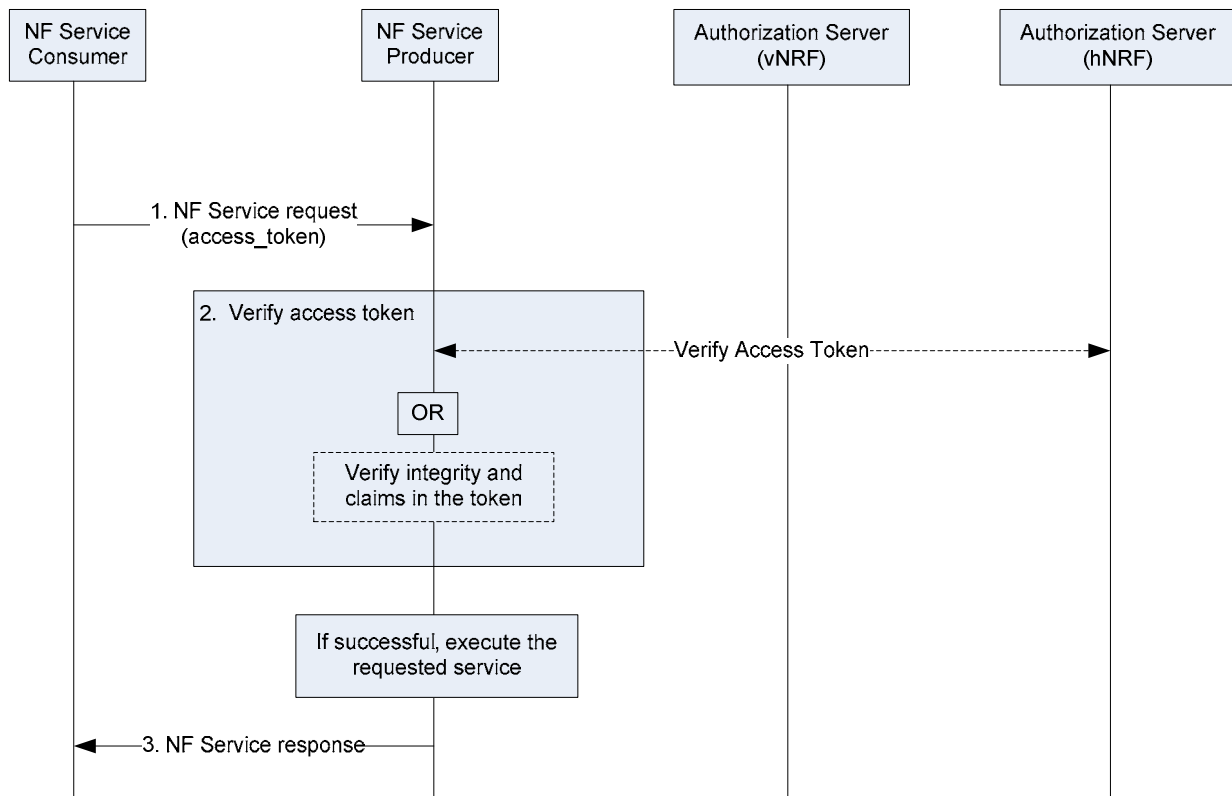 NF Service
Consumer
NF Service
Producer
Authorization Server
(vNRF)
Authorization Server
(hNRF)
1. NF Service request
(access_token)
2. Verify access token
Verify Access Token
OR
Verify integrity and
claims in the token
If successful, execute the
requested service
3. NF Service response